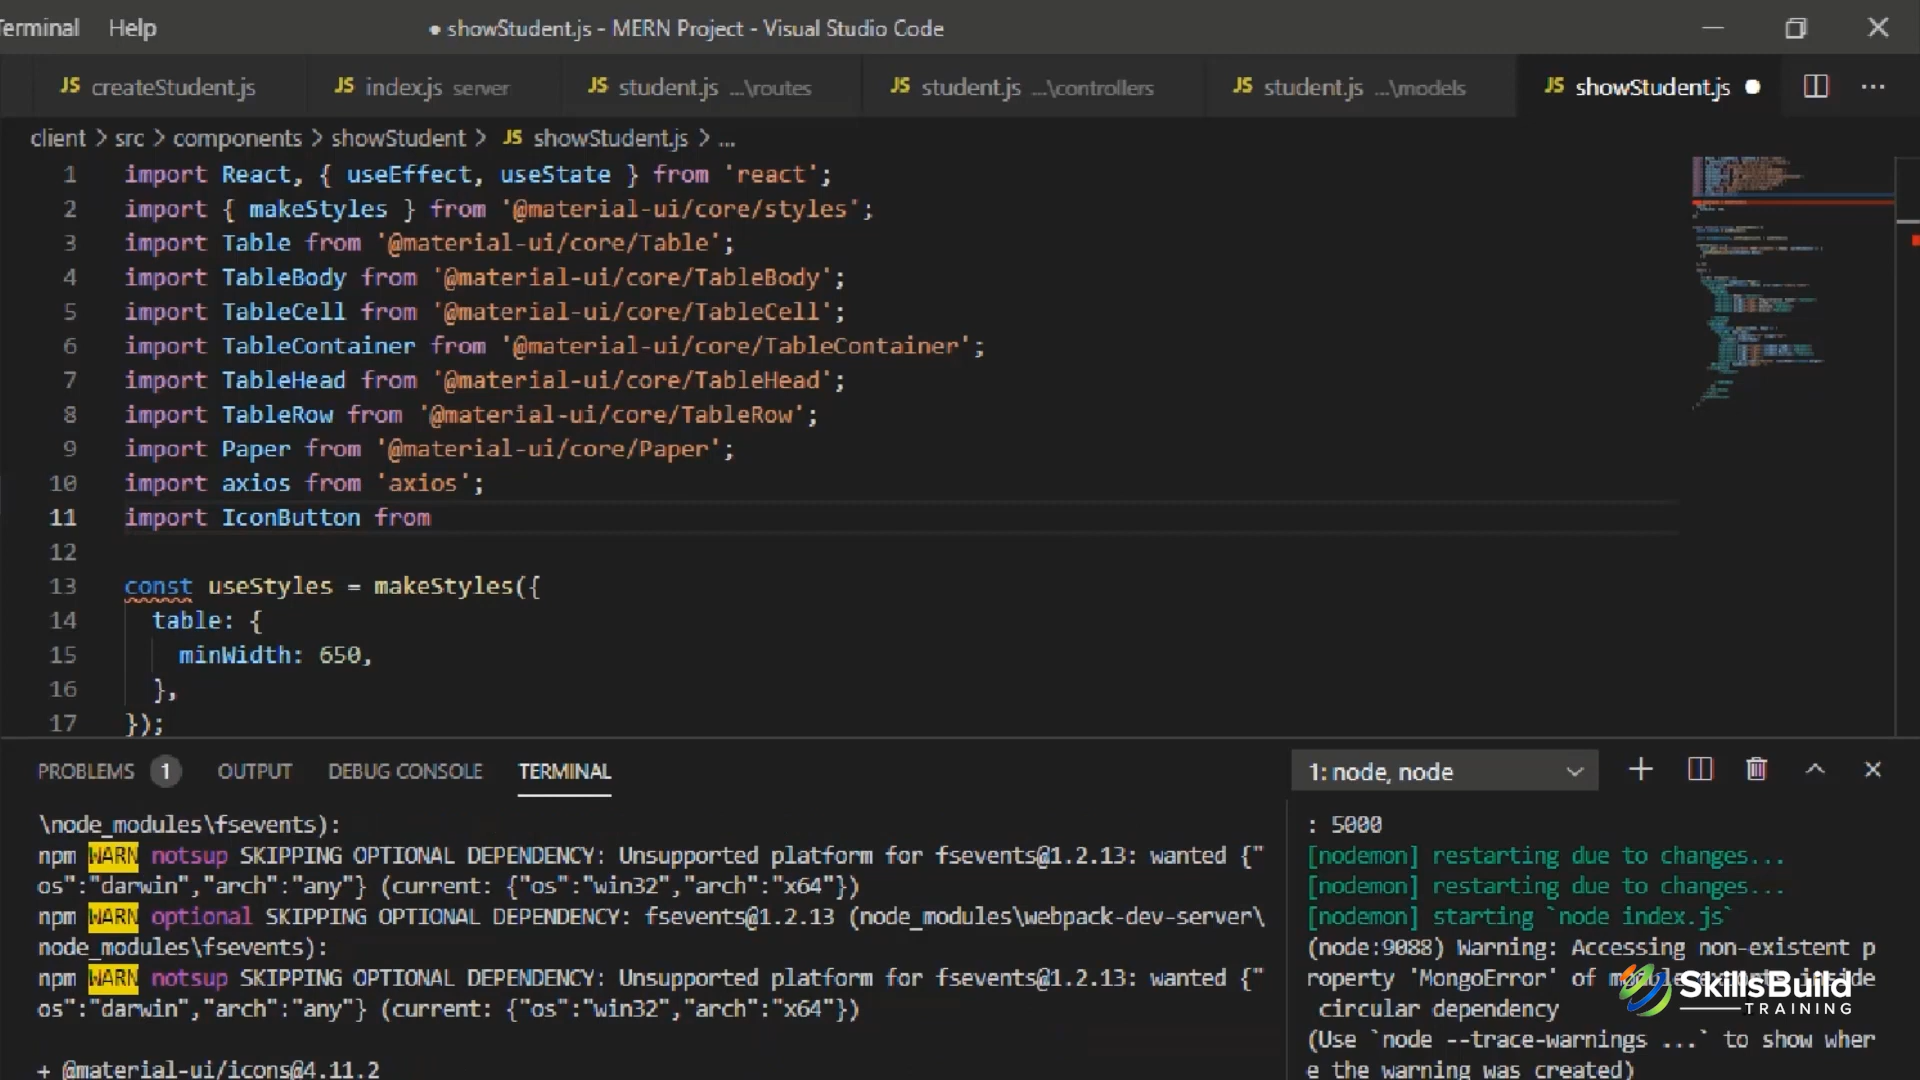 Terminal Help ● showStudent.js - MERN Project - Visual Studio Code
JS createStudent.js JS index.js server JS student.js ...\routes JS student.js ...\controllers JS student.js ...\models JS showStudent.js ● ...
client > src > components > showStudent > JS showStudent.js > ...
1 import React, { useEffect, useState } from 'react';
2 import { makeStyles } from '@material-ui/core/styles';
3 import Table from '@material-ui/core/Table';
4 import TableBody from '@material-ui/core/TableBody';
5 import TableCell from '@material-ui/core/TableCell';
6 import TableContainer from '@material-ui/core/TableContainer';
7 import TableHead from '@material-ui/core/TableHead';
8 import TableRow from '@material-ui/core/TableRow';
9 import Paper from '@material-ui/core/Paper';
10 import axios from 'axios';
11 import IconButton from
12
13 const useStyles = makeStyles({
14 table: {
15 minWidth: 650,
16 },
17 });
PROBLEMS 1 OUTPUT DEBUG CONSOLE TERMINAL 1: node, node
\node_modules\fsevents):
npm WARN notsup SKIPPING OPTIONAL DEPENDENCY: Unsupported platform for fsevents@1.2.13: wanted {"
os":"darwin","arch":"any"} (current: {"os":"win32","arch":"x64"})
npm WARN optional SKIPPING OPTIONAL DEPENDENCY: fsevents@1.2.13 (node_modules\webpack-dev-server\
node_modules\fsevents):
npm WARN notsup SKIPPING OPTIONAL DEPENDENCY: Unsupported platform for fsevents@1.2.13: wanted {"
os":"darwin","arch":"any"} (current: {"os":"win32","arch":"x64"})
+ @material-ui/icons@4.11.2
: 5000
[nodemon] restarting due to changes...
[nodemon] restarting due to changes...
[nodemon] starting `node index.js`
(node:9088) Warning: Accessing non-existent p
roperty 'MongoError' of module exports inside
circular dependency
(Use `node --trace-warnings ...` to show wher
e the warning was created)
SkillsBuild
TRAINING